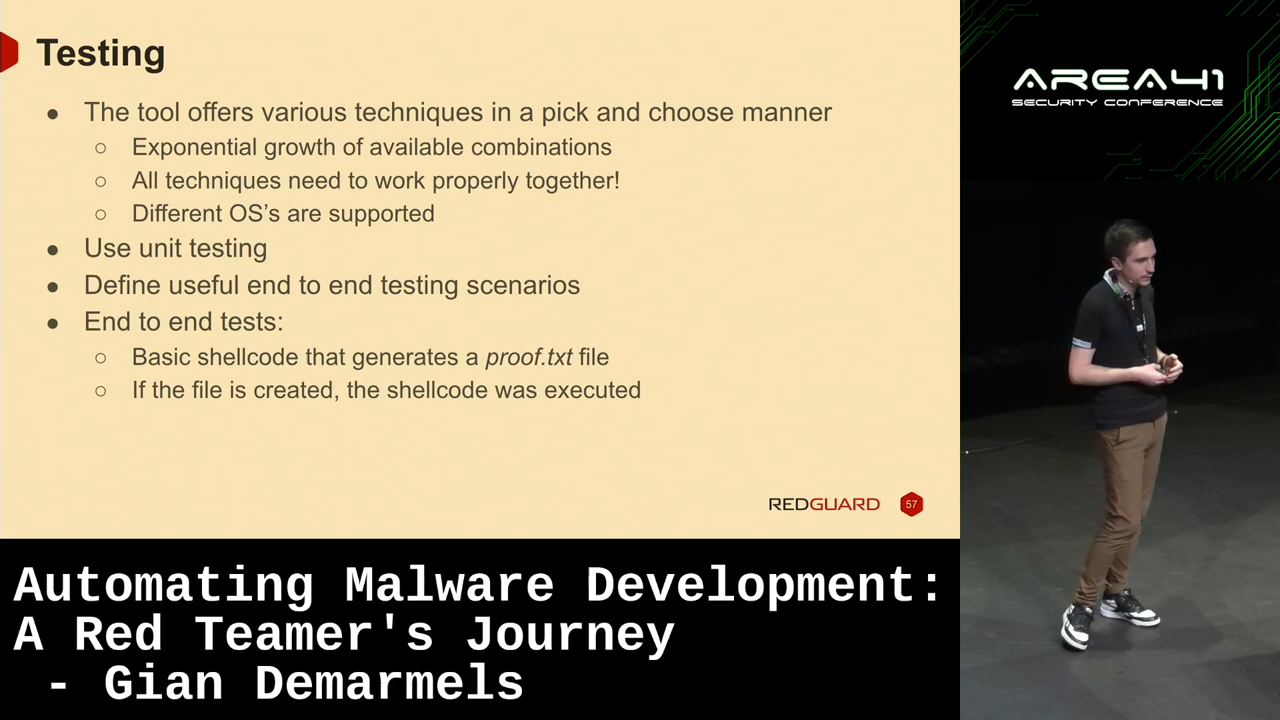 Testing
● The tool offers various techniques in a pick and choose manner
○ Exponential growth of available combinations
○ All techniques need to work properly together!
○ Different OS’s are supported
● Use unit testing
● Define useful end to end testing scenarios
● End to end tests:
○ Basic shellcode that generates a proof.txt file
○ If the file is created, the shellcode was executed
REDGUARD 57
AREA41
SECURITY CONFERENCE
Automating Malware Development:
A Red Teamer's Journey
- Gian Demarmels